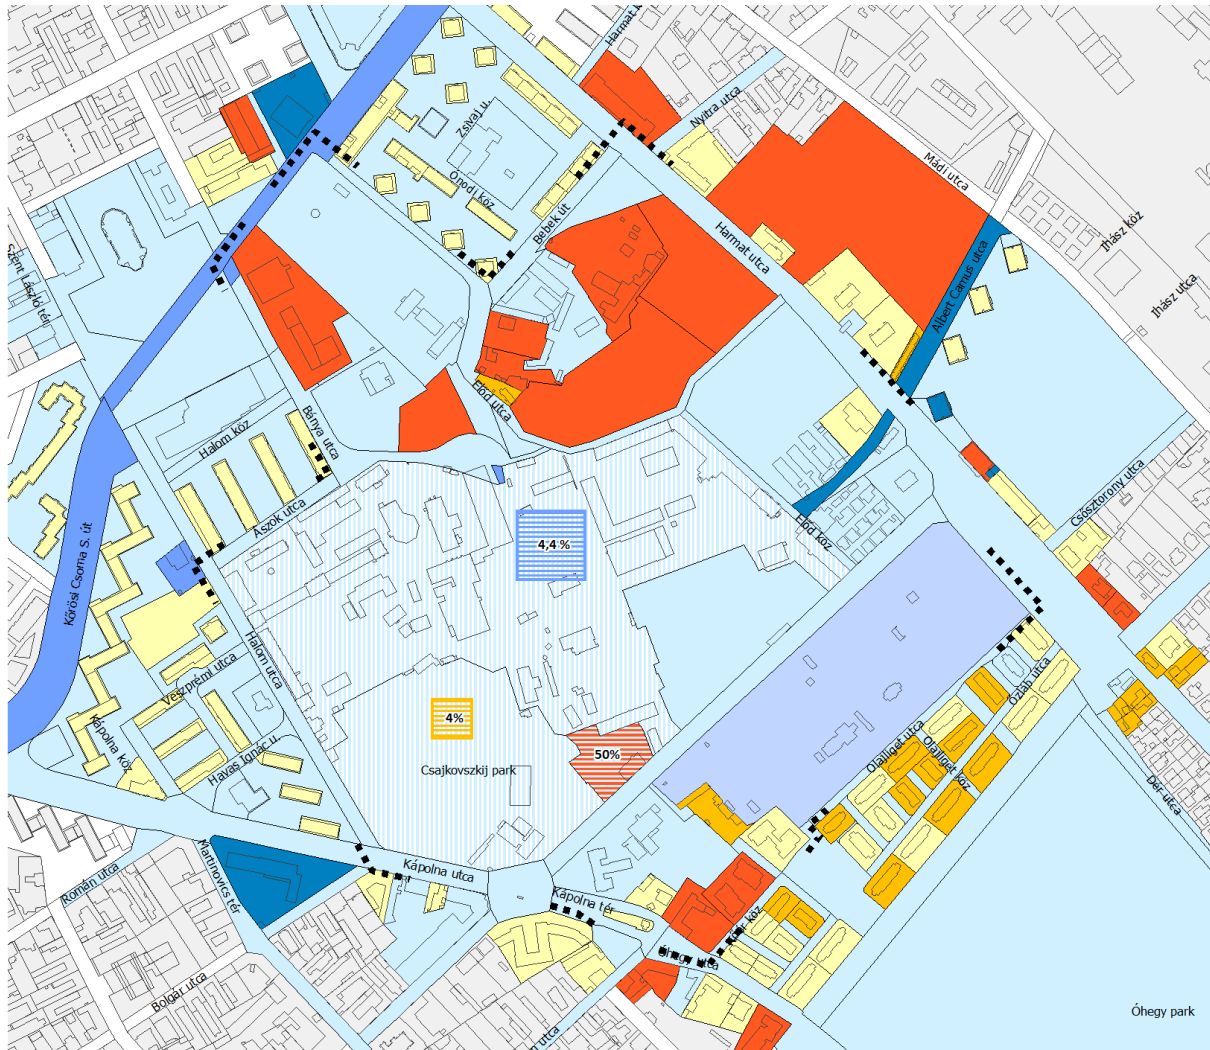 Harmat
Zsivaj u.
Nyitra utca
Mádi utca
Ónodi köz
Bebek út
Harmat utca
Ihász köz
Ihász utca
Szent László tér
Albert Camus utca
Előd utca
Bánya utca
Halom köz
Ászok utca
Csősztorony utca
Előd köz
4,4 %
Kőrösi Csoma S. út
Halom utca
Veszprémi utca
Kápolna köz
Havas Ignác u.
4%
50%
Csajkovszkij park
Őzláb utca
Olajliget utca
Olajliget köz
Dér utca
Kápolna utca
Román utca
Martinovics tér
Kápolna tér
Óhegy utca
Bolgár utca
utca
Óhegy park